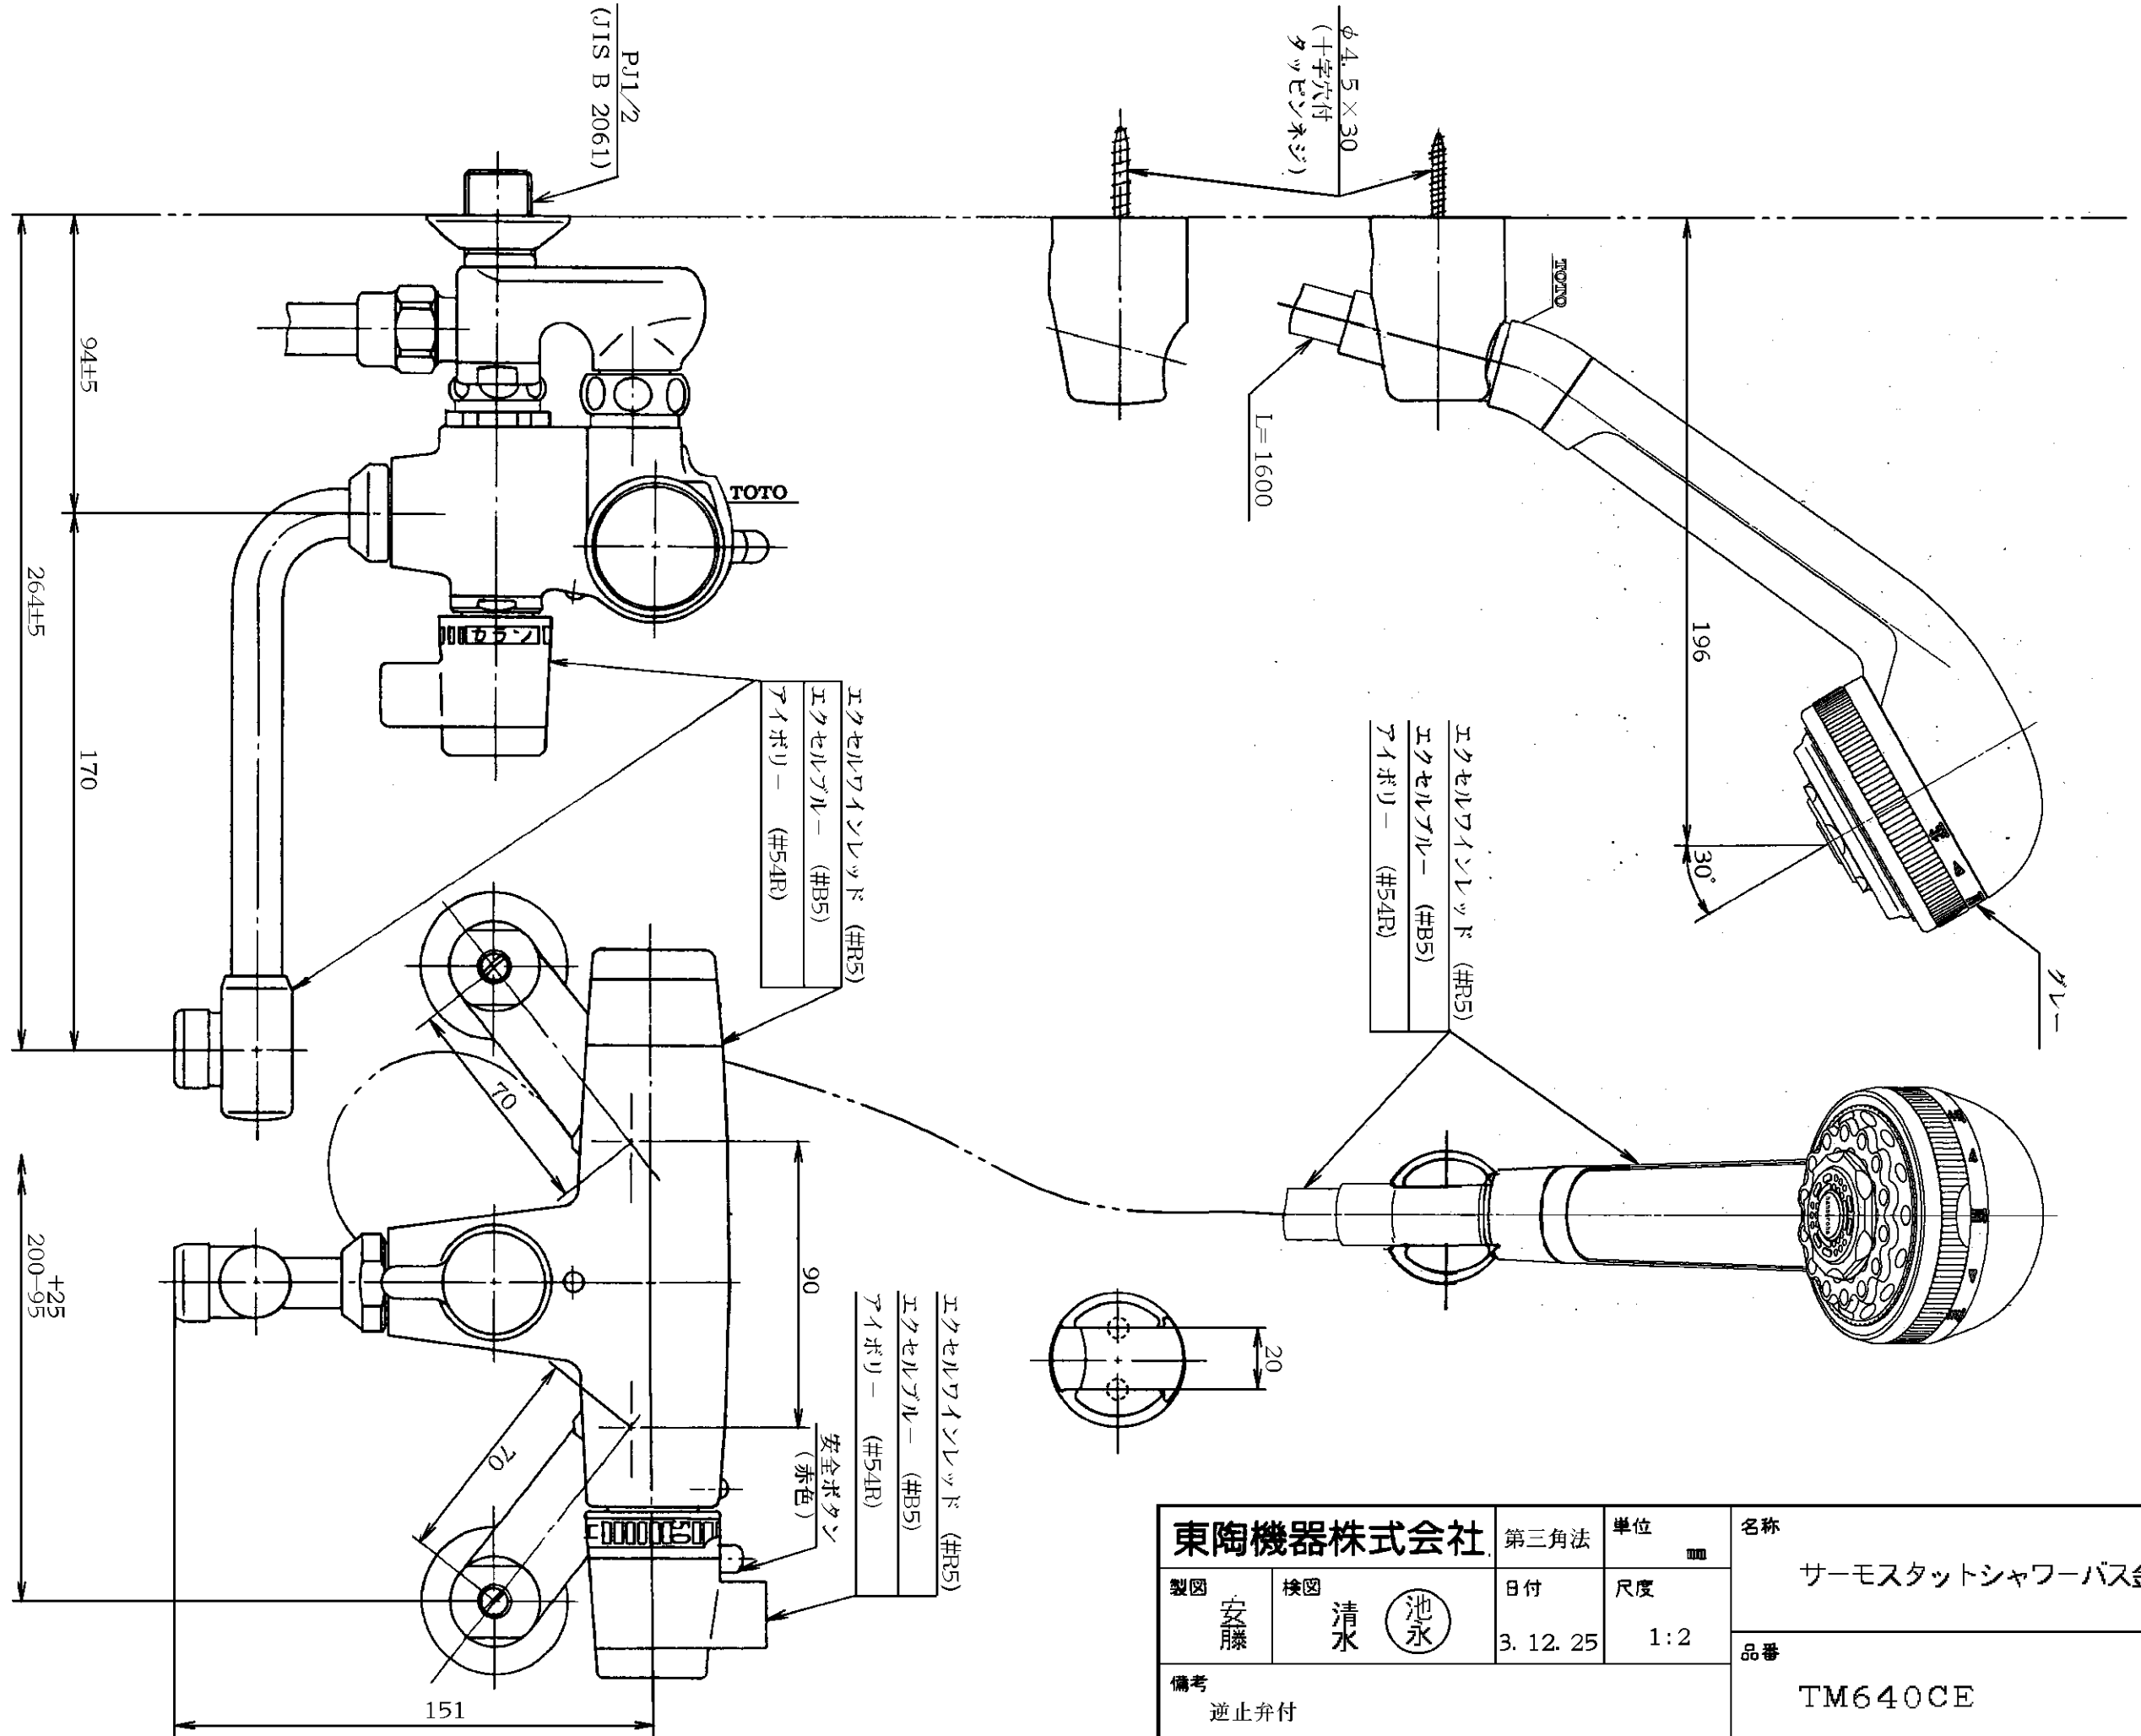 PJ1/2
(JIS B 2061)
φ4.5×30
(十字穴付
タッピンネジ)
TOTO
L=1600
196
30°
グレー
94±5
170
264±5
TOTO
カラン
エクセルワインレッド (#R5)
エクセルブルー (#B5)
アイボリー (#54R)
エクセルワインレッド (#R5)
エクセルブルー (#B5)
アイボリー (#54R)
70
90
70
200 +25 -95
151
20
安全ボタン
(赤色)
エクセルワインレッド (#R5)
エクセルブルー (#B5)
アイボリー (#54R)
東陶機器株式会社
第三角法
単位
mm
名称
サーモスタットシャワーバス金
製図
安藤
検図
清水
池永
日付
3.12.25
尺度
1:2
品番
TM640CE
備考
逆止弁付